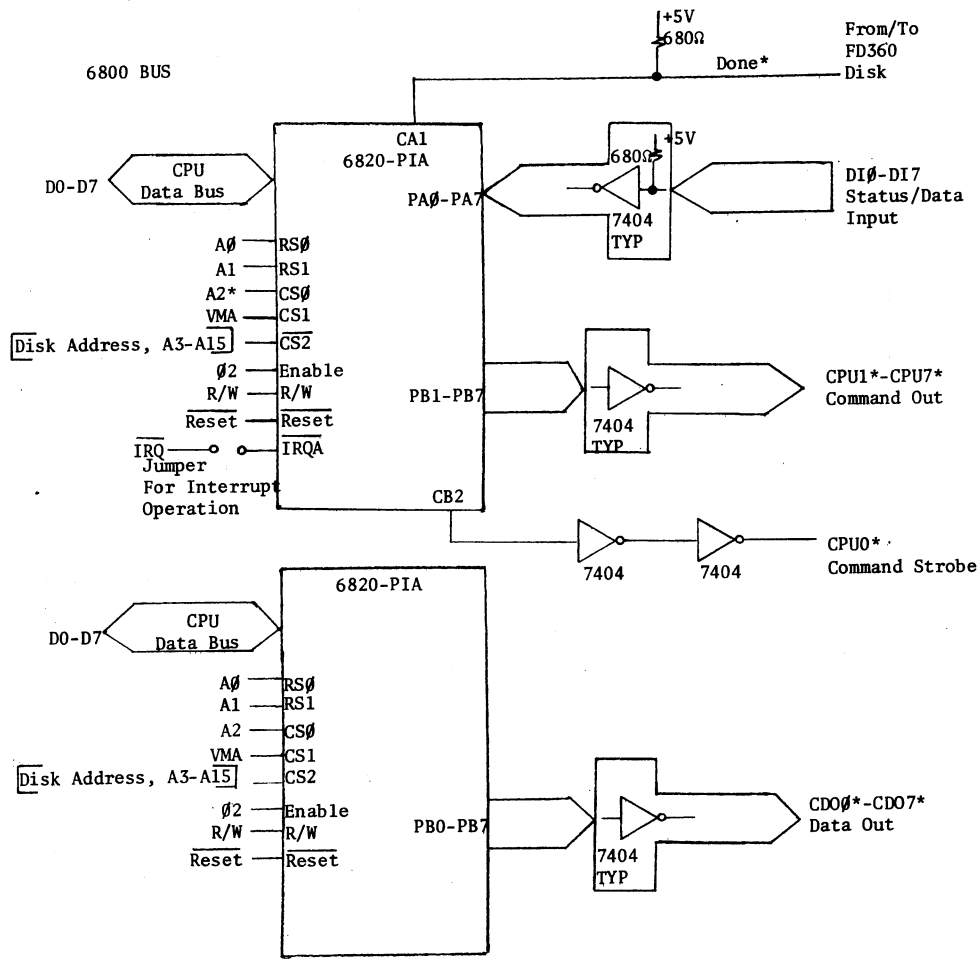 +5V
680Ω
From/To
FD360
Disk
Done*
6800 BUS
CA1
6820-PIA
CPU
Data Bus
D0-D7
+5V
680Ω
PAØ-PA7
7404
TYP
DIØ-DI7
Status/Data
Input
AØ RSØ
A1 RS1
A2* CSØ
VMA CS1
Disk Address, A3-A15 CS2
Ø2 Enable
R/W R/W
Reset Reset
IRQ IRQA
Jumper
For Interrupt
Operation
PB1-PB7
7404
TYP
CPU1*-CPU7*
Command Out
CB2
7404
7404
CPU0*
Command Strobe
6820-PIA
CPU
Data Bus
D0-D7
AØ RSØ
A1 RS1
A2 CSØ
VMA CS1
Disk Address, A3-A15 CS2
Ø2 Enable
R/W R/W
Reset Reset
PB0-PB7
7404
TYP
CDOØ*-CDO7*
Data Out